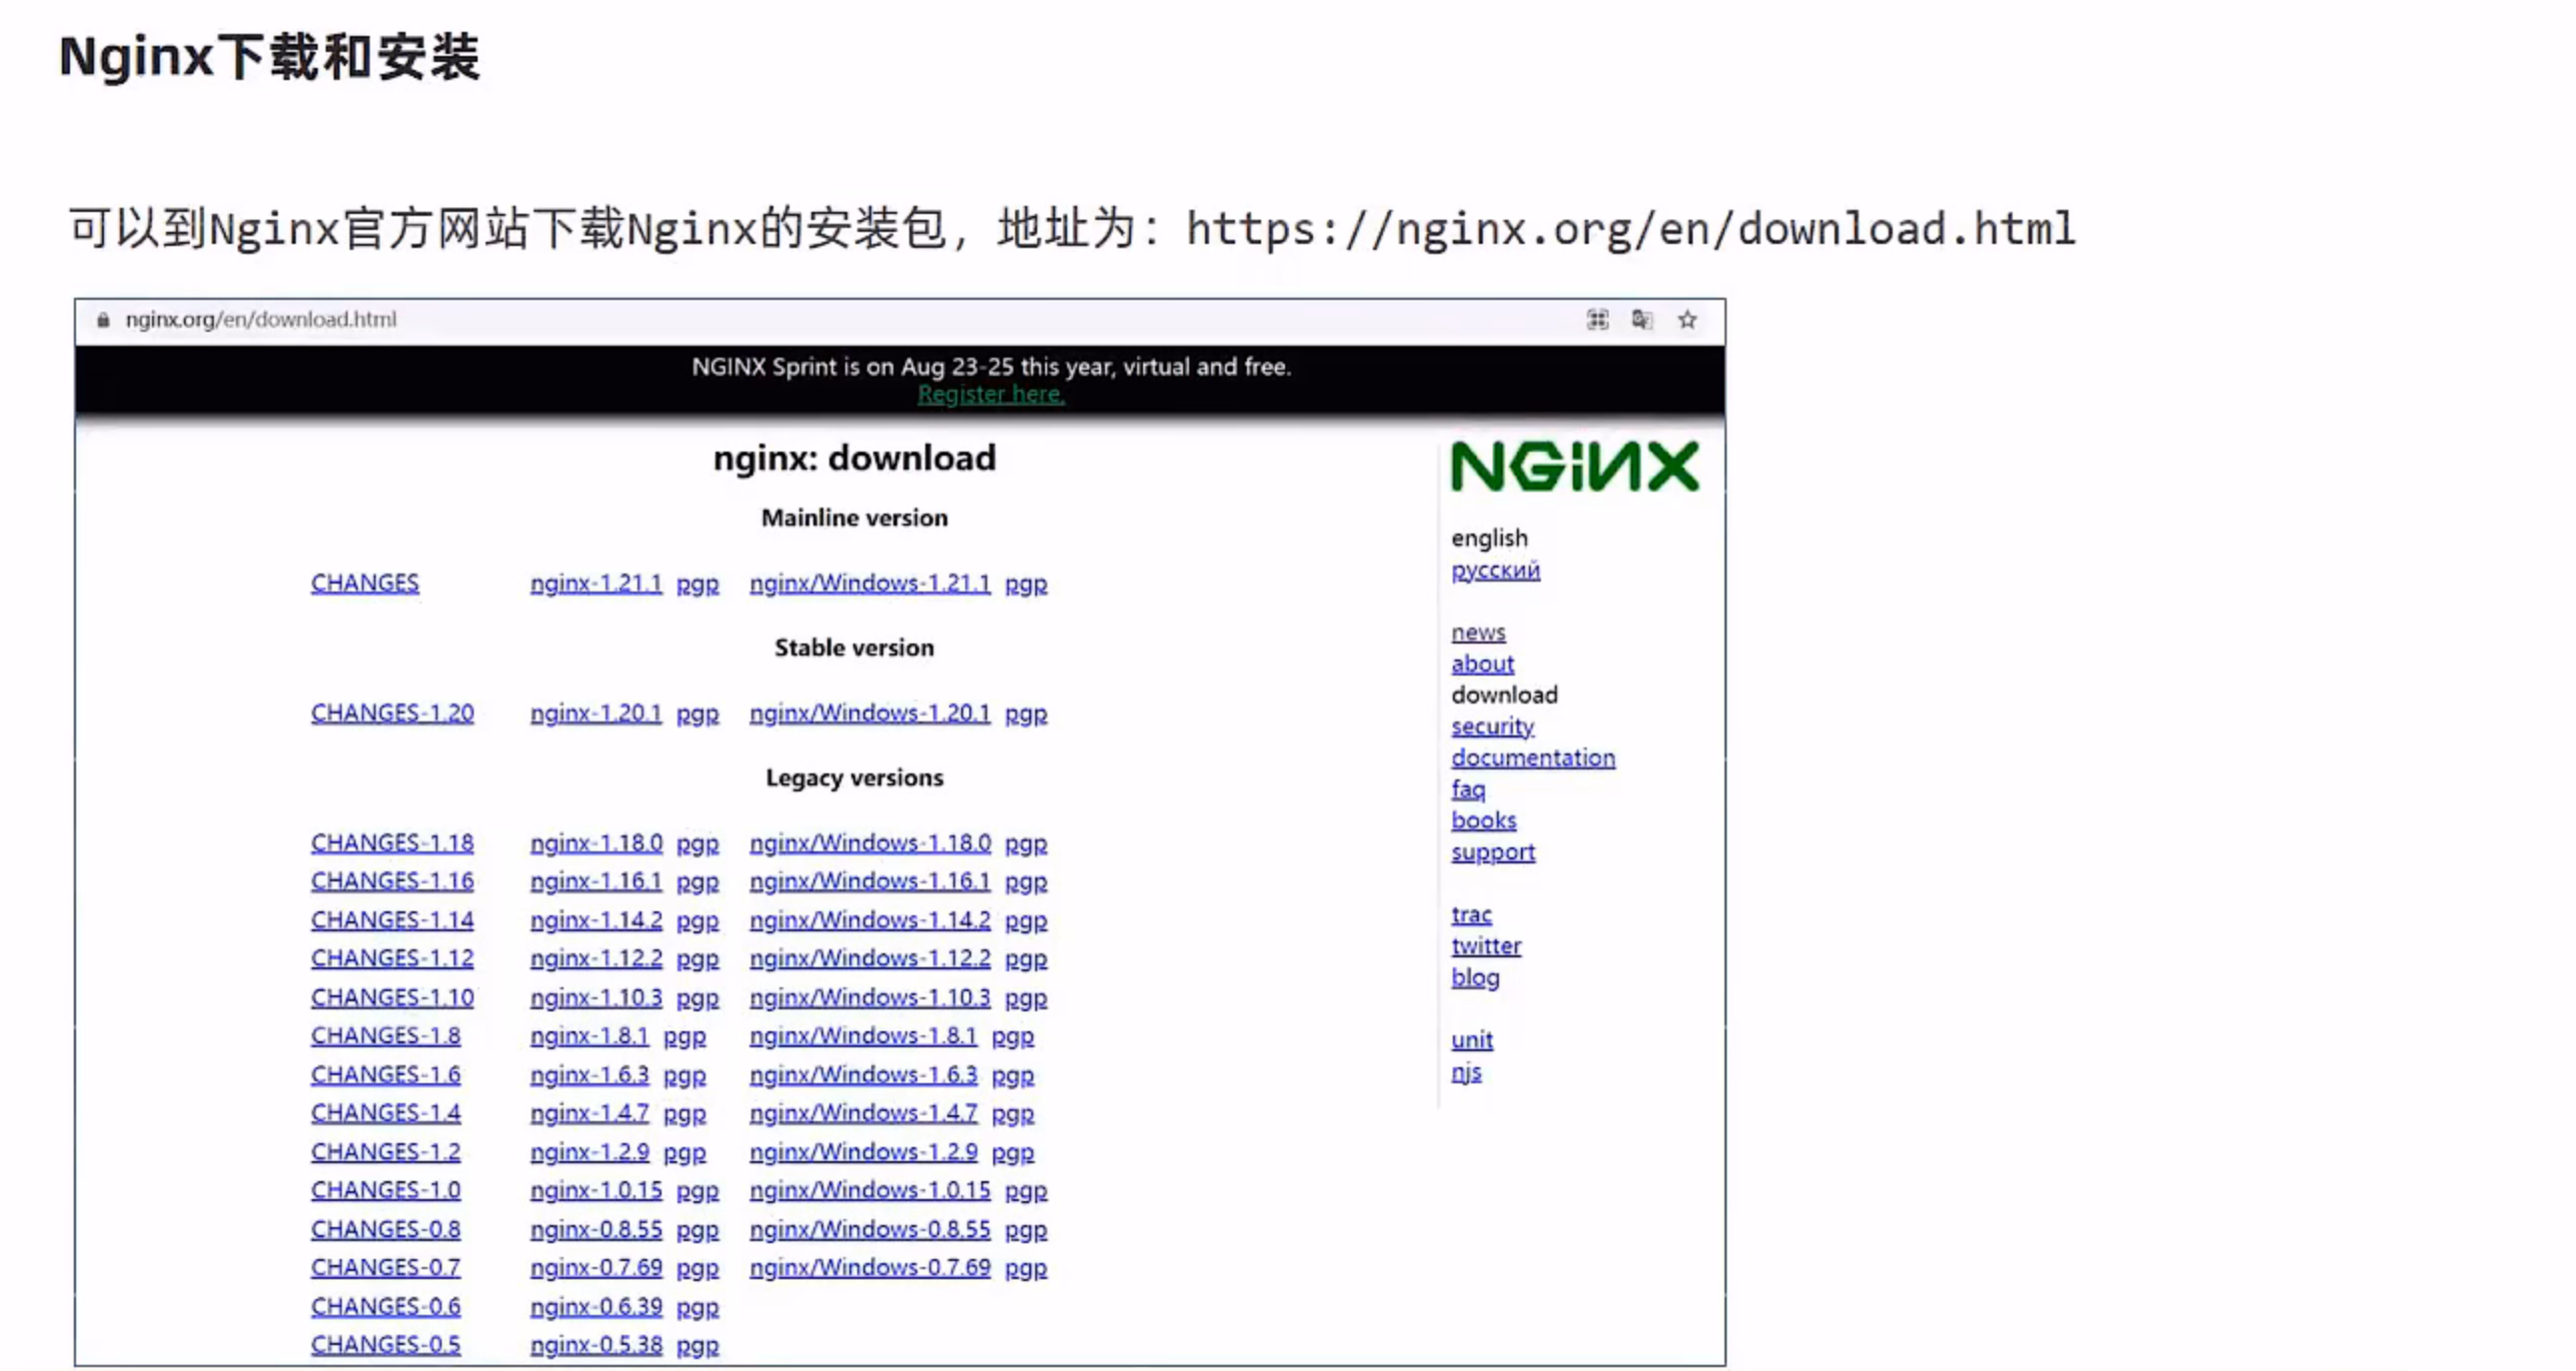 Nginx下载和安装
可以到Nginx官方网站下载Nginx的安装包，地址为：https://nginx.org/en/download.html
nginx.org/en/download.html
NGINX Sprint is on Aug 23-25 this year, virtual and free.
Register here.
nginx: download
Mainline version
CHANGES nginx-1.21.1 pgp nginx/Windows-1.21.1 pgp
Stable version
CHANGES-1.20 nginx-1.20.1 pgp nginx/Windows-1.20.1 pgp
Legacy versions
CHANGES-1.18 nginx-1.18.0 pgp nginx/Windows-1.18.0 pgp
CHANGES-1.16 nginx-1.16.1 pgp nginx/Windows-1.16.1 pgp
CHANGES-1.14 nginx-1.14.2 pgp nginx/Windows-1.14.2 pgp
CHANGES-1.12 nginx-1.12.2 pgp nginx/Windows-1.12.2 pgp
CHANGES-1.10 nginx-1.10.3 pgp nginx/Windows-1.10.3 pgp
CHANGES-1.8 nginx-1.8.1 pgp nginx/Windows-1.8.1 pgp
CHANGES-1.6 nginx-1.6.3 pgp nginx/Windows-1.6.3 pgp
CHANGES-1.4 nginx-1.4.7 pgp nginx/Windows-1.4.7 pgp
CHANGES-1.2 nginx-1.2.9 pgp nginx/Windows-1.2.9 pgp
CHANGES-1.0 nginx-1.0.15 pgp nginx/Windows-1.0.15 pgp
CHANGES-0.8 nginx-0.8.55 pgp nginx/Windows-0.8.55 pgp
CHANGES-0.7 nginx-0.7.69 pgp nginx/Windows-0.7.69 pgp
CHANGES-0.6 nginx-0.6.39 pgp
CHANGES-0.5 nginx-0.5.38 pgp
NGINX
english
русский
news
about
download
security
documentation
faq
books
support
trac
twitter
blog
unit
njs